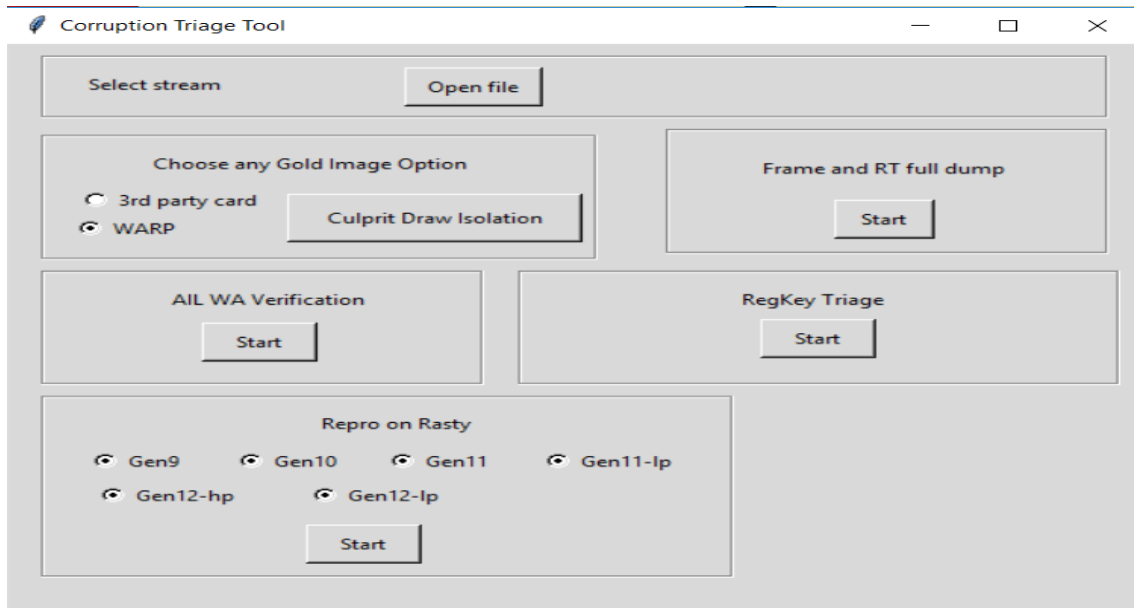 Corruption Triage Tool
Select stream
Open file
Choose any Gold Image Option
3rd party card
WARP
Culprit Draw Isolation
Frame and RT full dump
Start
AIL WA Verification
Start
RegKey Triage
Start
Repro on Rasty
Gen9 Gen10 Gen11 Gen11-lp
Gen12-hp Gen12-lp
Start